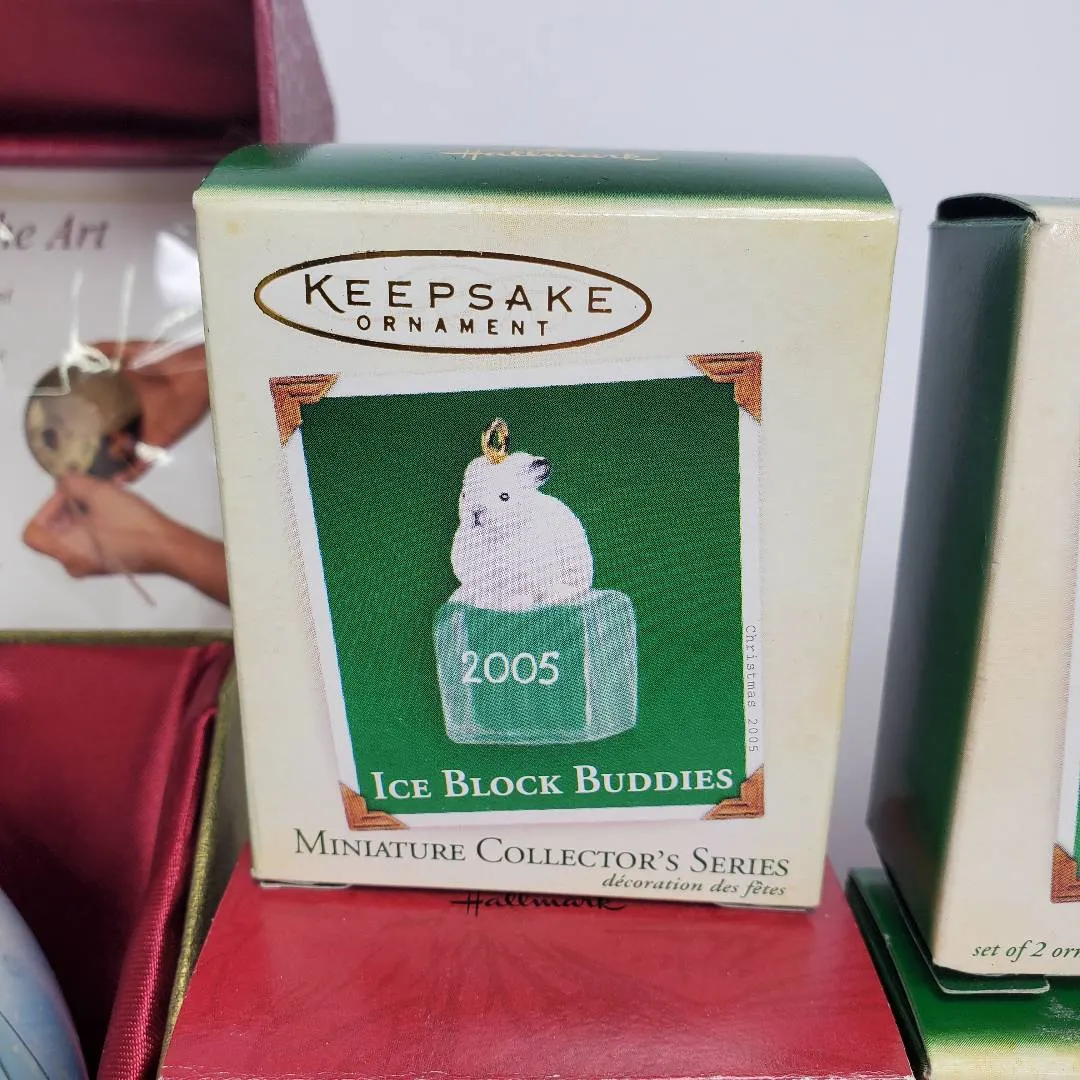 he Art
Hallmark
KEEPSAKE
ORNAMENT
2005
Christmas 2005
ICE BLOCK BUDDIES
MINIATURE COLLECTOR'S SERIES
décoration des fêtes
Hallmark
set of 2 orn